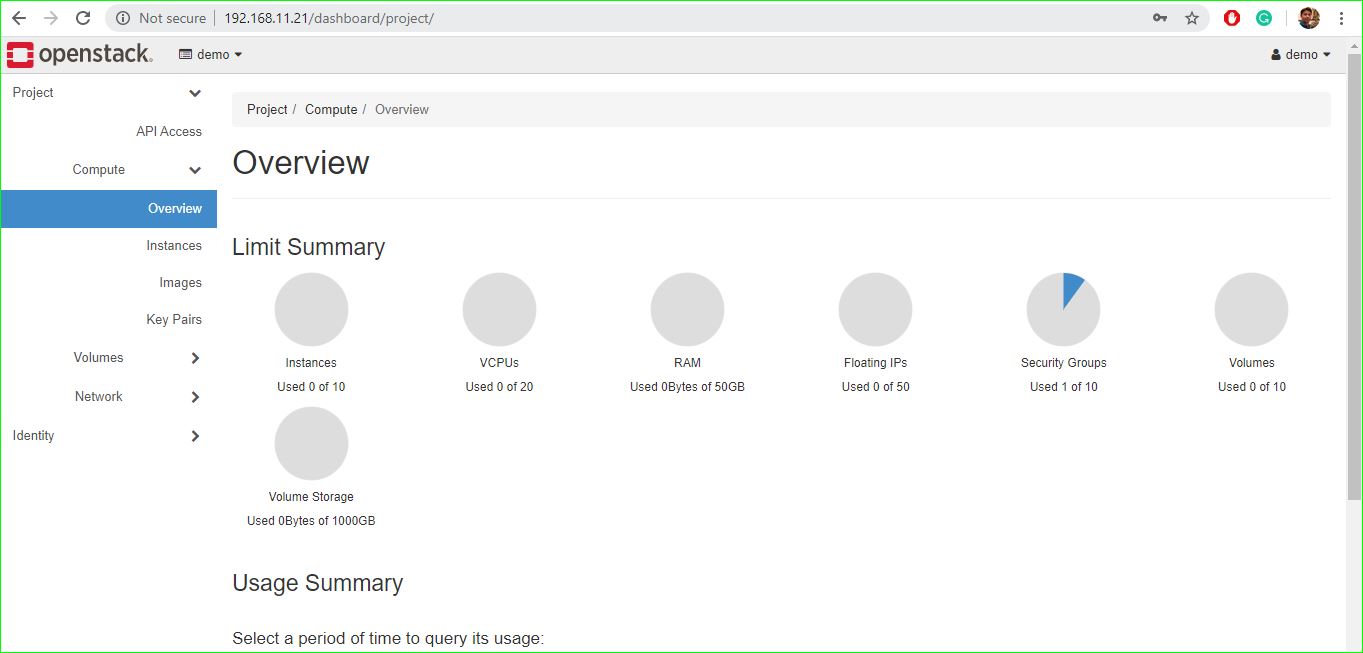 Not secure | 192.168.11.21/dashboard/project/
openstack. demo demo
Project
API Access
Compute
Overview
Instances
Images
Key Pairs
Volumes
Network
Identity
Project / Compute / Overview
Overview
Limit Summary
Instances VCPUs RAM Floating IPs Security Groups Volumes
Used 0 of 10 Used 0 of 20 Used 0Bytes of 50GB Used 0 of 50 Used 1 of 10 Used 0 of 10
Volume Storage
Used 0Bytes of 1000GB
Usage Summary
Select a period of time to query its usage: